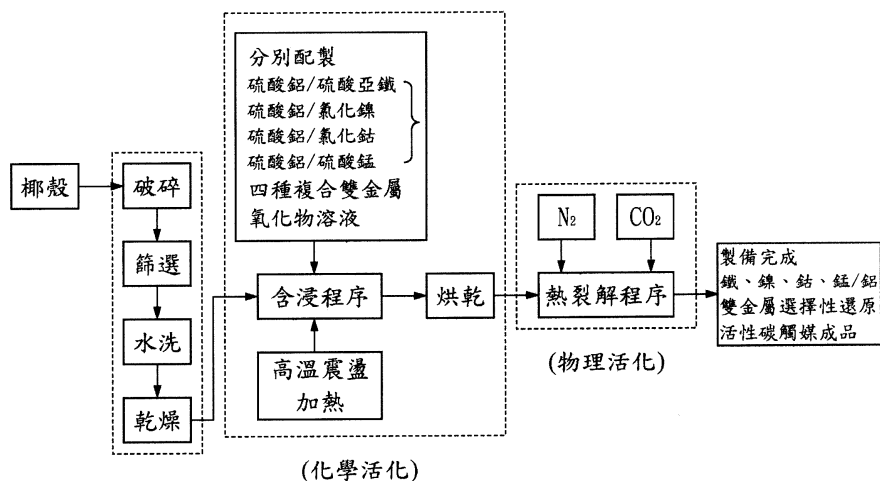 椰殼
破碎
篩選
水洗
乾燥
分別配製
硫酸鋁/硫酸亞鐵
硫酸鋁/氯化鎳
硫酸鋁/氯化鈷
硫酸鋁/硫酸錳
四種複合雙金屬
氧化物溶液
含浸程序
高溫震盪
加熱
烘乾
(化學活化)
N₂
CO₂
熱裂解程序
(物理活化)
製備完成
鐵、鎳、鈷、錳/鋁
雙金屬選擇性還原
活性碳觸媒成品